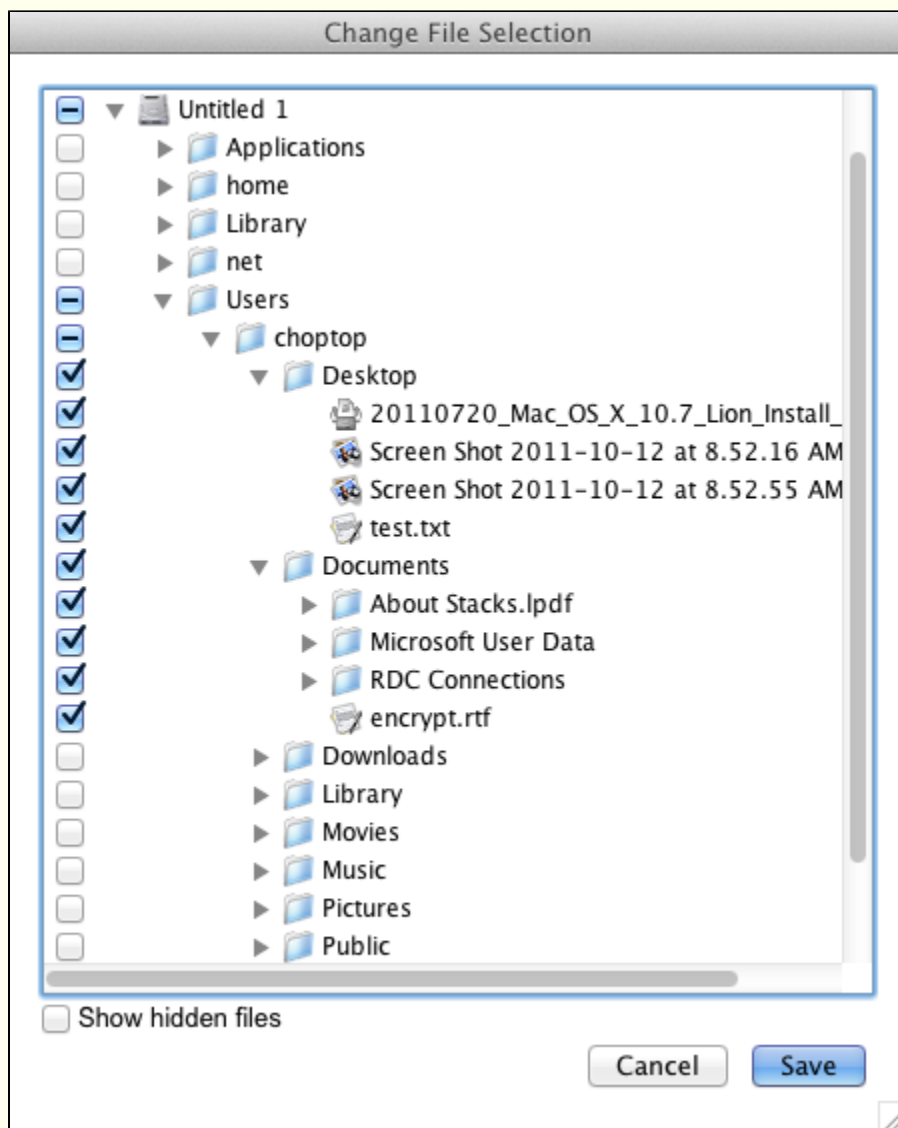 Change File Selection
Untitled 1
Applications
home
Library
net
Users
choptop
Desktop
20110720_Mac_OS_X_10.7_Lion_Install_
Screen Shot 2011-10-12 at 8.52.16 AM
Screen Shot 2011-10-12 at 8.52.55 AM
test.txt
Documents
About Stacks.lpdf
Microsoft User Data
RDC Connections
encrypt.rtf
Downloads
Library
Movies
Music
Pictures
Public
Show hidden files
Cancel Save